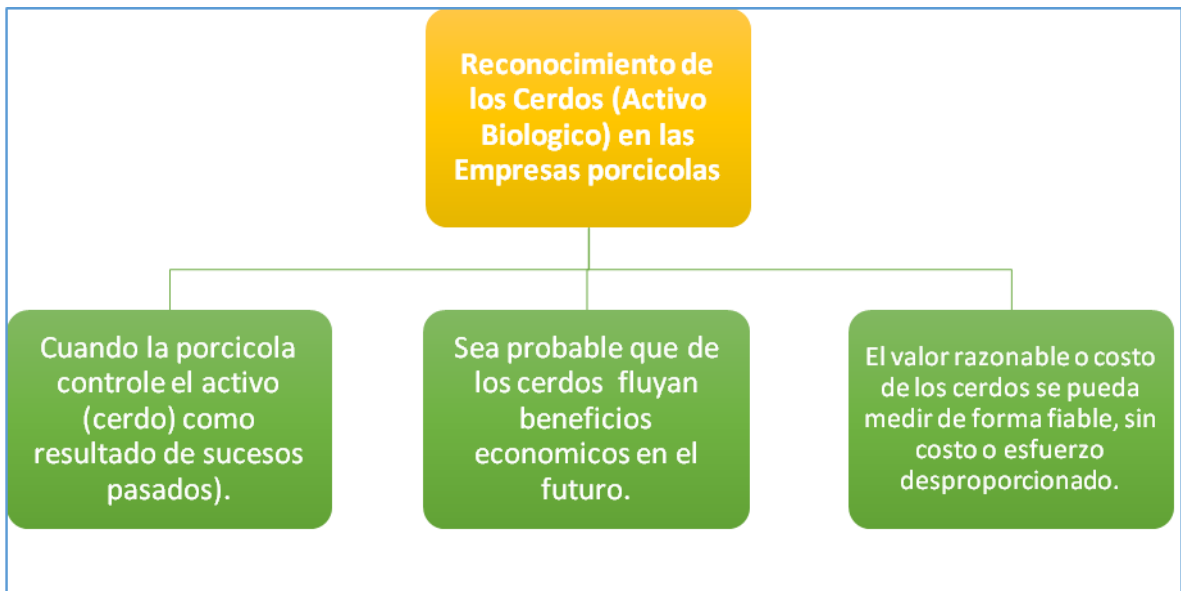 Reconocimiento de
los Cerdos (Activo
Biologico) en las
Empresas porcicolas
Cuando la porcicola
controle el activo
(cerdo) como
resultado de sucesos
pasados).
Sea probable que de
los cerdos fluyan
beneficios
economicos en el
futuro.
El valor razonable o costo
de los cerdos se pueda
medir de forma fiable, sin
costo o esfuerzo
desproporcionado.